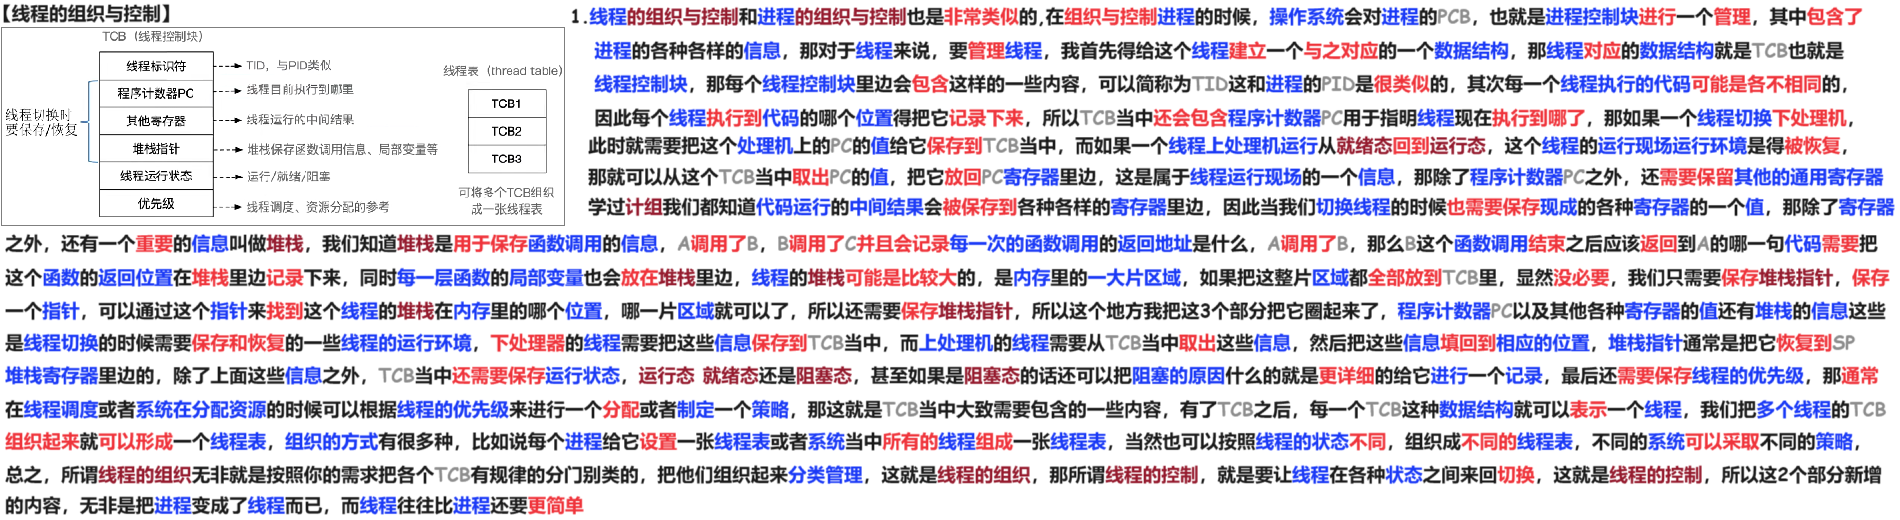 【线程的组织与控制】
TCB（线程控制块）
线程标识符
TID，与PID类似
程序计数器PC
线程目前执行到哪里
线程切换时
要保存/恢复
其他寄存器
线程运行的中间结果
堆栈指针
堆栈保存函数调用信息、局部变量等
线程运行状态
运行/就绪/阻塞
优先级
线程调度、资源分配的参考
线程表（thread table）
TCB1
TCB2
TCB3
可将多个TCB组织
成一张线程表
1.线程的组织与控制和进程的组织与控制也是非常类似的,在组织与控制进程的时候，操作系统会对进程的PCB，也就是进程控制块进行一个管理，其中包含了
进程的各种各样的信息，那对于线程来说，要管理线程，我首先得给这个线程建立一个与之对应的一个数据结构，那线程对应的数据结构就是TCB也就是
线程控制块，那每个线程控制块里边会包含这样的一些内容，可以简称为TID这和进程的PID是很类似的，其次每一个线程执行的代码可能是各不相同的，
因此每个线程执行到代码的哪个位置得把它记录下来，所以TCB当中还会包含程序计数器PC用于指明线程现在执行到哪了，那如果一个线程切换下处理机，
此时就需要把这个处理机上的PC的值给它保存到TCB当中，而如果一个线程上处理机运行从就绪态回到运行态，这个线程的运行现场运行环境是得被恢复，
那就可以从这个TCB当中取出PC的值，把它放回PC寄存器里边，这是属于线程运行现场的一个信息，那除了程序计数器PC之外，还需要保留其他的通用寄存器
学过计组我们都知道代码运行的中间结果会被保存到各种各样的寄存器里边，因此当我们切换线程的时候也需要保存现成的各种寄存器的一个值，那除了寄存器
之外，还有一个重要的信息叫做堆栈，我们知道堆栈是用于保存函数调用的信息，A调用了B，B调用了C并且会记录每一次的函数调用的返回地址是什么，A调用了B，那么B这个函数调用结束之后应该返回到A的哪一句代码需要把
这个函数的返回位置在堆栈里边记录下来，同时每一层函数的局部变量也会放在堆栈里边，线程的堆栈可能是比较大的，是内存里的一大片区域，如果把这整片区域都全部放到TCB里，显然没必要，我们只需要保存堆栈指针，保存
一个指针，可以通过这个指针来找到这个线程的堆栈在内存里的哪个位置，哪一片区域就可以了，所以还需要保存堆栈指针，所以这个地方我把这3个部分把它圈起来了，程序计数器PC以及其他各种寄存器的值还有堆栈的信息这些
是线程切换的时候需要保存和恢复的一些线程的运行环境，下处理器的线程需要把这些信息保存到TCB当中，而上处理机的线程需要从TCB当中取出这些信息，然后把这些信息填回到相应的位置，堆栈指针通常是把它恢复到SP
堆栈寄存器里边的，除了上面这些信息之外，TCB当中还需要保存运行状态，运行态 就绪态还是阻塞态，甚至如果是阻塞态的话还可以把阻塞的原因什么的就是更详细的给它进行一个记录，最后还需要保存线程的优先级，那通常
在线程调度或者系统在分配资源的时候可以根据线程的优先级来进行一个分配或者制定一个策略，那这就是TCB当中大致需要包含的一些内容，有了TCB之后，每一个TCB这种数据结构就可以表示一个线程，我们把多个线程的TCB
组织起来就可以形成一个线程表，组织的方式有很多种，比如说每个进程给它设置一张线程表或者系统当中所有的线程组成一张线程表，当然也可以按照线程的状态不同，组织成不同的线程表，不同的系统可以采取不同的策略，
总之，所谓线程的组织无非就是按照你的需求把各个TCB有规律的分门别类的，把他们组织起来分类管理，这就是线程的组织，那所谓线程的控制，就是要让线程在各种状态之间来回切换，这就是线程的控制，所以这2个部分新增
的内容，无非是把进程变成了线程而已，而线程往往比进程还要更简单